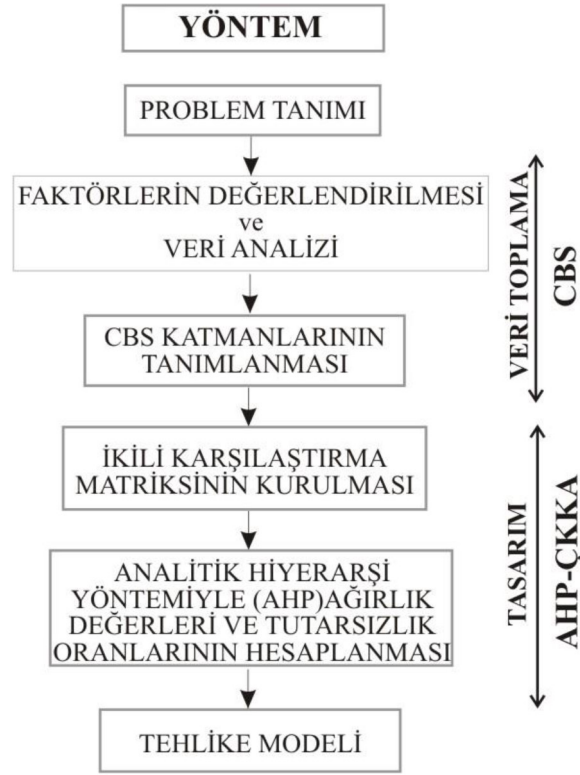 YÖNTEM
PROBLEM TANIMI
FAKTÖRLERİN DEĞERLENDİRİLMESİ
ve
VERİ ANALİZİ
CBS KATMANLARININ
TANIMLANMASI
VERİ TOPLAMA
CBS
İKİLİ KARŞILAŞTIRMA
MATRİKSİNİN KURULMASI
ANALİTİK HİYERARŞİ
YÖNTEMİYLE (AHP)AĞIRLIK
DEĞERLERİ VE TUTARSIZLIK
ORANLARININ HESAPLANMASI
TASARIM
AHP-ÇKKA
TEHLİKE MODELİ